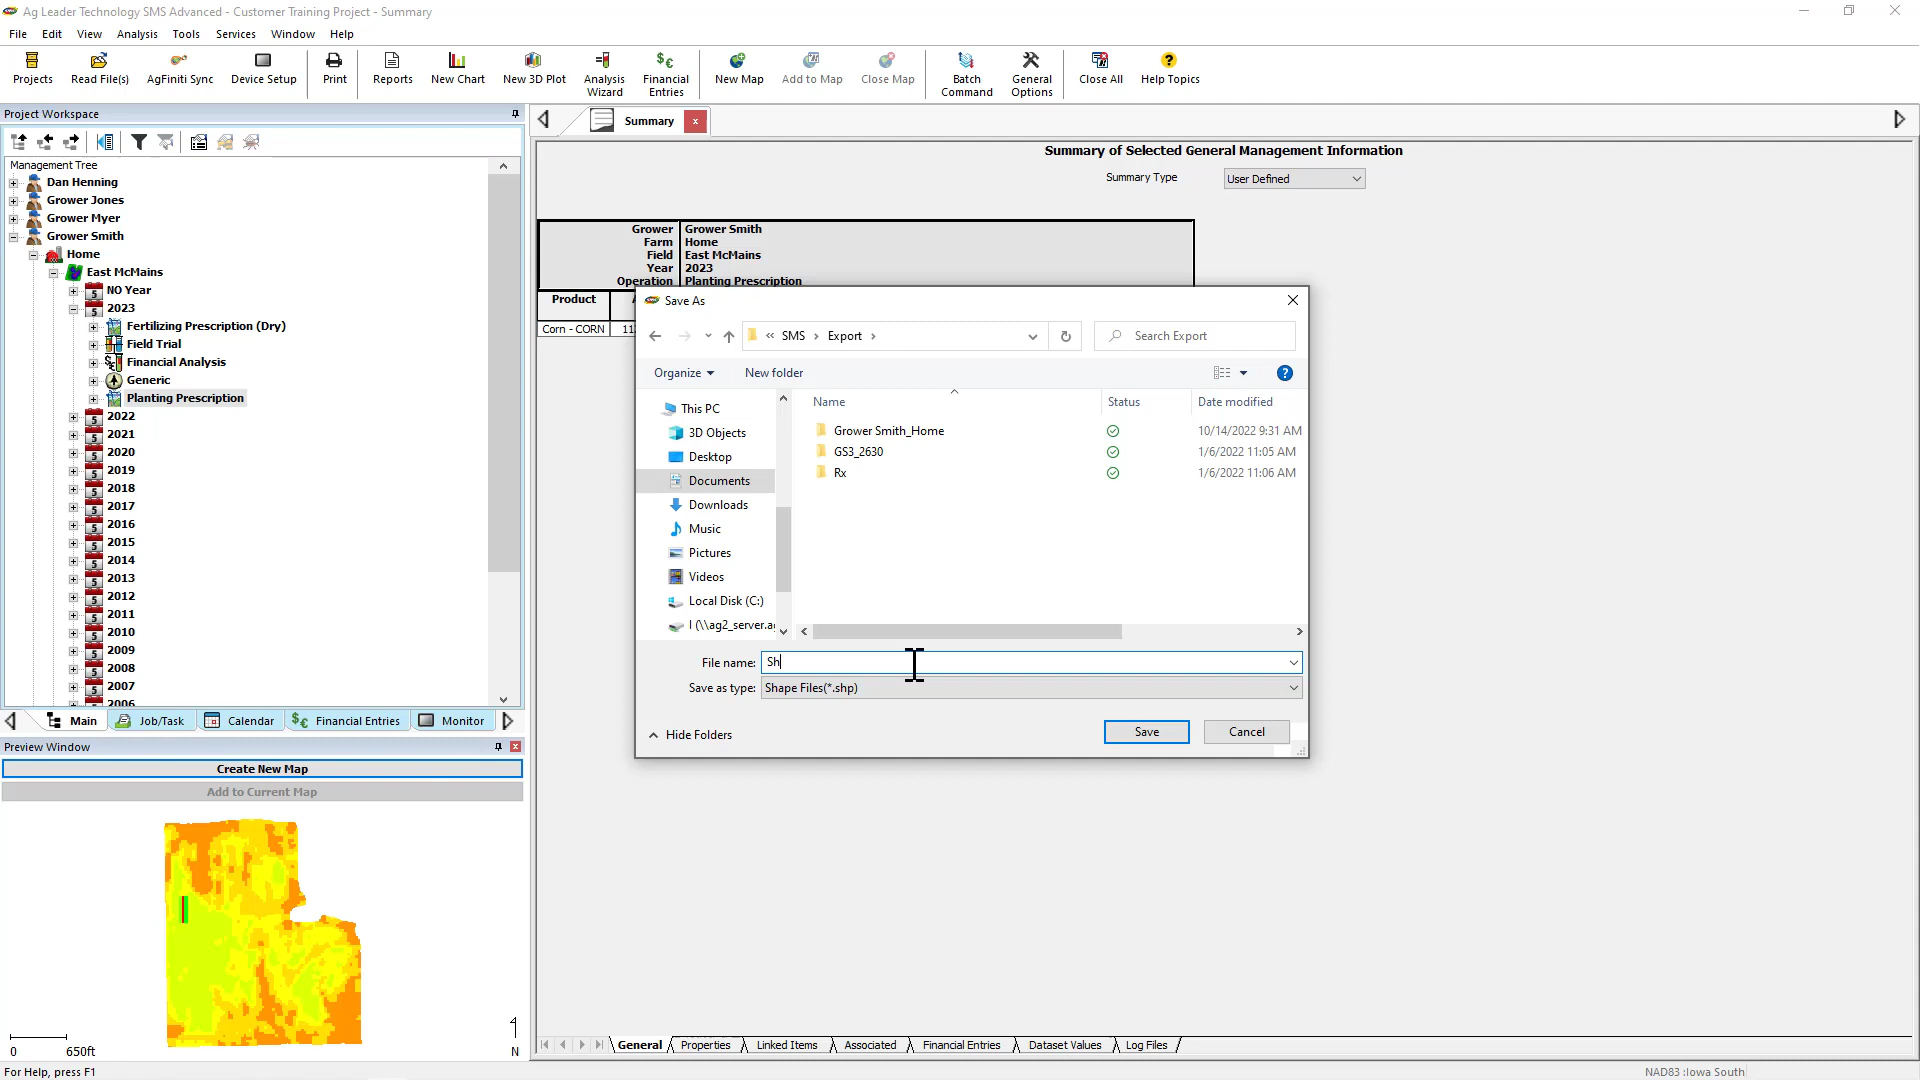 Ag Leader Technology SMS Advanced - Customer Training Project - Summary
File Edit View Analysis Tools Services Window Help
Projects Read File(s) AgFiniti Sync Device Setup Print Reports New Chart New 3D Plot Analysis Wizard Financial Entries New Map Add to Map Close Map Batch Command General Options Close All Help Topics
Project Workspace
Management Tree
Dan Henning
Grower Jones
Grower Myer
Grower Smith
Home
East McMains
NO Year
2023
Fertilizing Prescription (Dry)
Field Trial
Financial Analysis
Generic
Planting Prescription
2022
2021
2020
2019
2018
2017
2016
2015
2014
2013
2012
2011
2010
2009
2008
2007
2006
Main Job/Task Calendar Financial Entries Monitor
Preview Window
Create New Map
Add to Current Map
0 650ft
N
Summary
Summary of Selected General Management Information
Summary Type User Defined
Grower Grower Smith
Farm Home
Field East McMains
Year 2023
Operation Planting Prescription
Product
Corn - CORN
Save As
« SMS › Export ›
Search Export
Organize New folder
This PC
3D Objects
Desktop
Documents
Downloads
Music
Pictures
Videos
Local Disk (C:)
I (\\ag2_server.ag
Name Status Date modified
Grower Smith_Home 10/14/2022 9:31 AM
GS3_2630 1/6/2022 11:05 AM
Rx 1/6/2022 11:06 AM
File name: Sh
Save as type: Shape Files(*.shp)
Hide Folders Save Cancel
General Properties Linked Items Associated Financial Entries Dataset Values Log Files
For Help, press F1
NAD83 :Iowa South